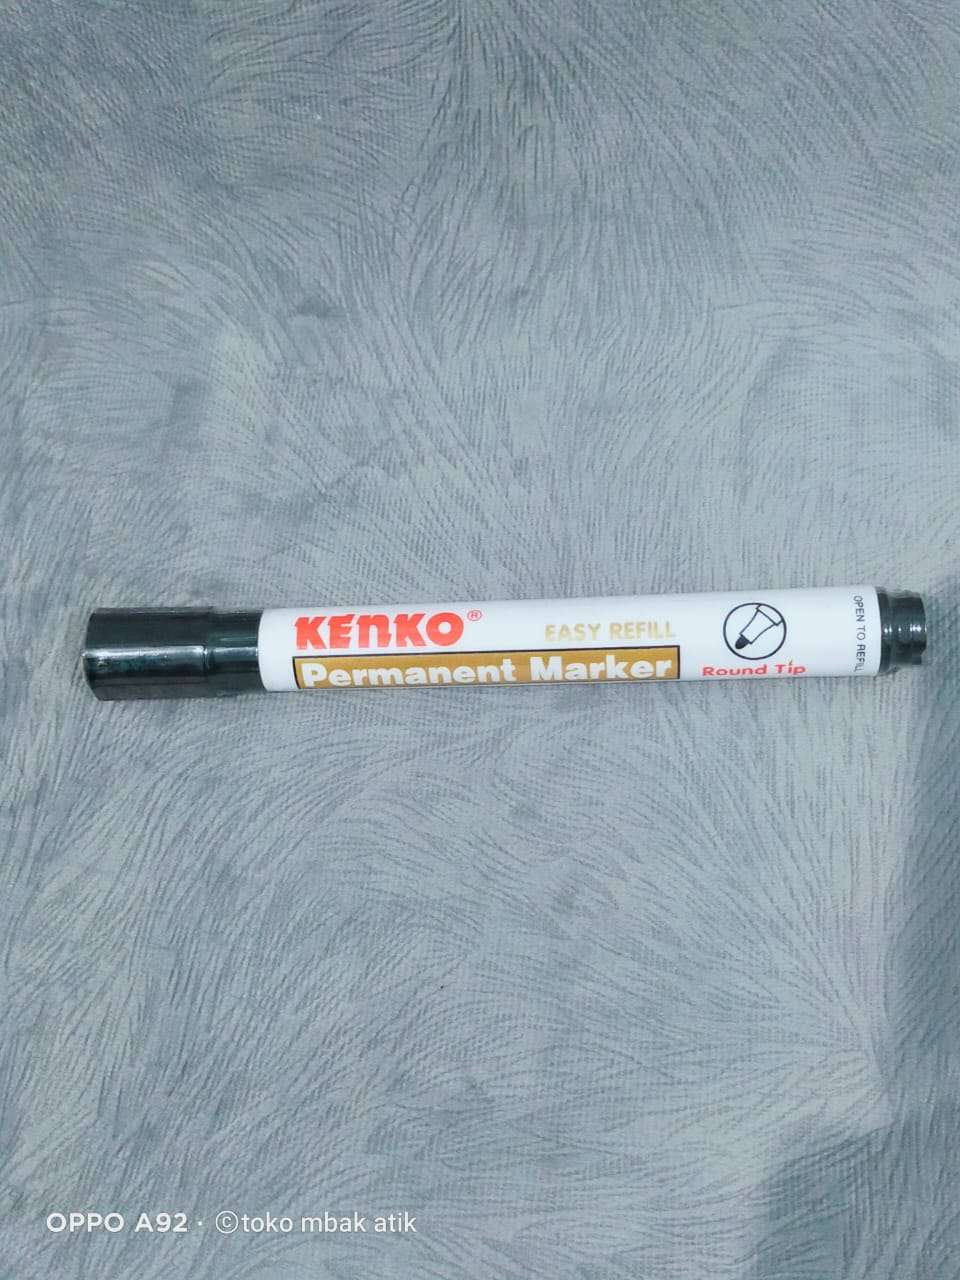 KENKO®
EASY REFILL
Permanent Marker
Round Tip
OPEN TO REFILL
OPPO A92 · ©toko mbak atik